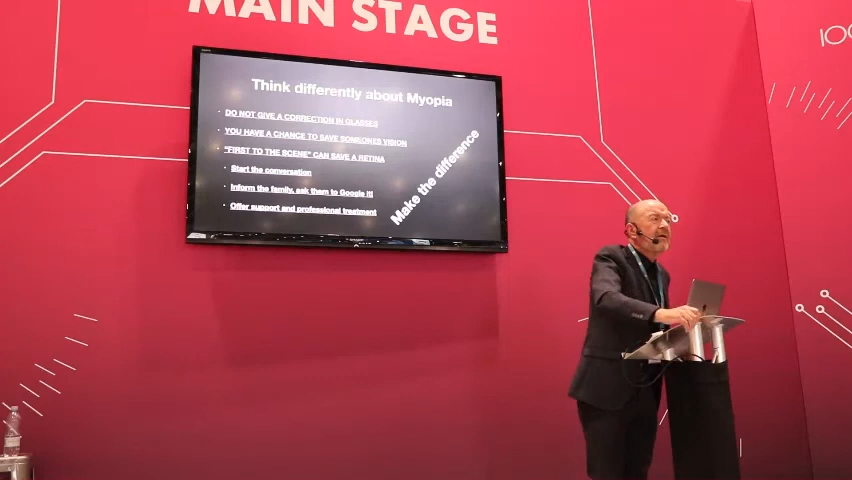 MAIN STAGE
Think differently about Myopia
DO NOT GIVE A CORRECTION IN GLASSES
YOU HAVE A CHANCE TO SAVE SOMEONES VISION
"FIRST TO THE SCENE" CAN SAVE A RETINA
Start the conversation
Inform the family, ask them to Google it!
Offer support and professional treatment
Make the difference